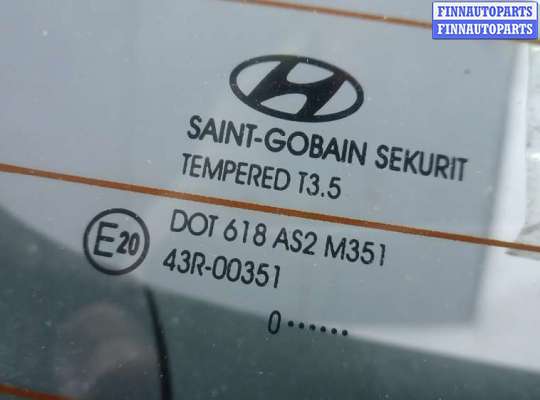 FINNAUTOPARTS
FINNAUTOPARTS
SAINT-GOBAIN SEKURIT
TEMPERED T3.5
E20
DOT 618 AS2 M351
43R-00351
0······